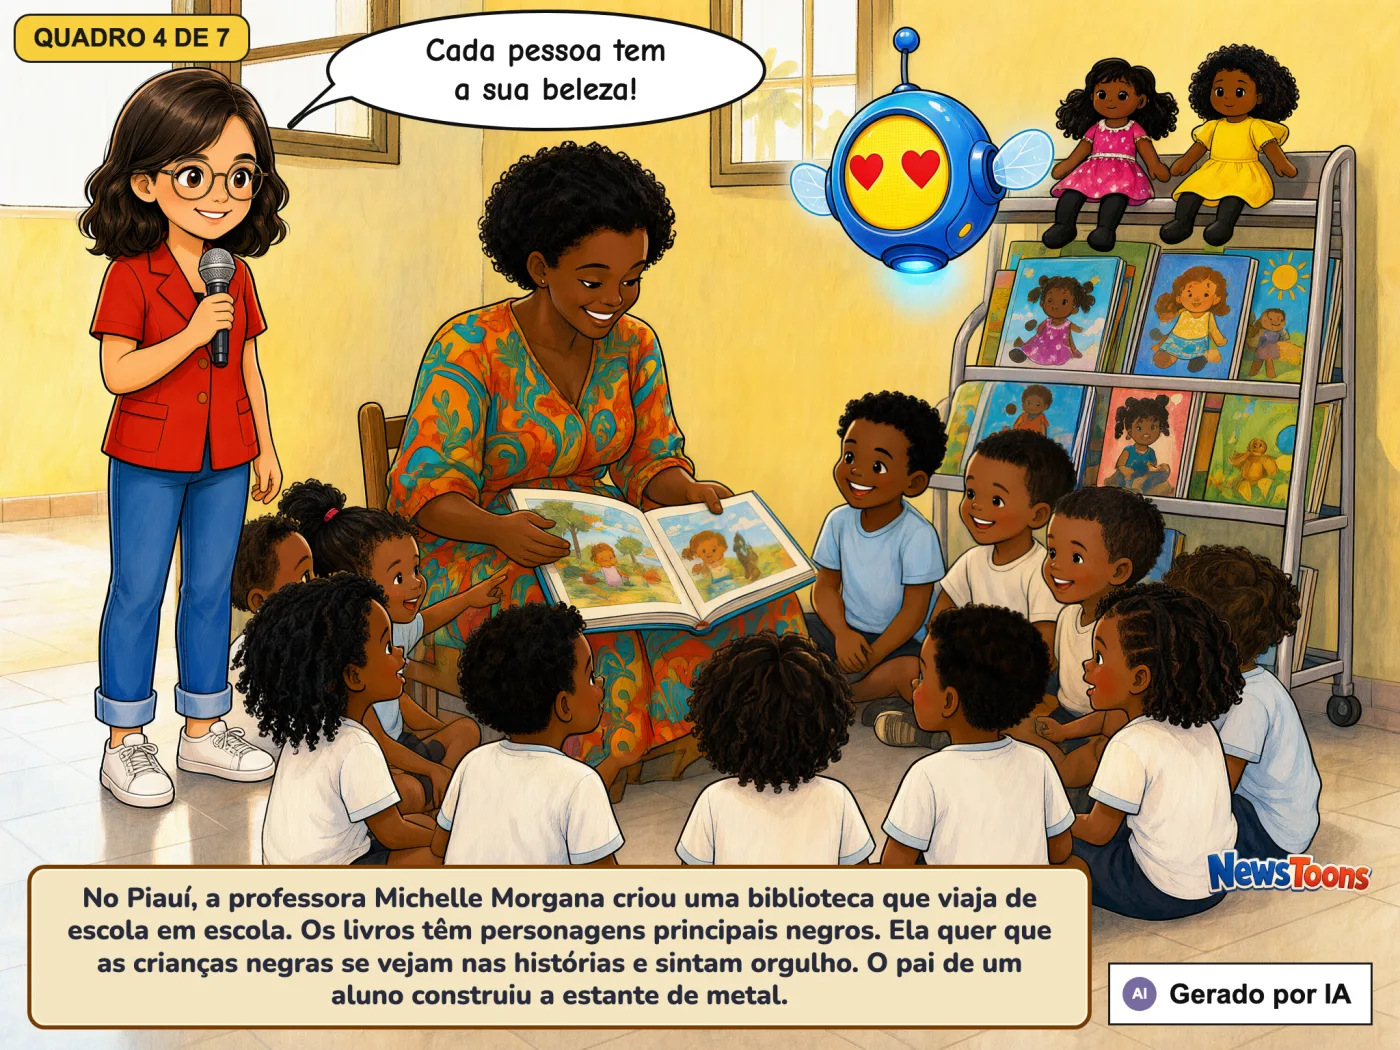 QUADRO 4 DE 7
Cada pessoa tem
a sua beleza!
No Piauí, a professora Michelle Morgana criou uma biblioteca que viaja de
escola em escola. Os livros têm personagens principais negros. Ela quer que
as crianças negras se vejam nas histórias e sintam orgulho. O pai de um
aluno construiu a estante de metal.
NewsToons
AI Gerado por IA